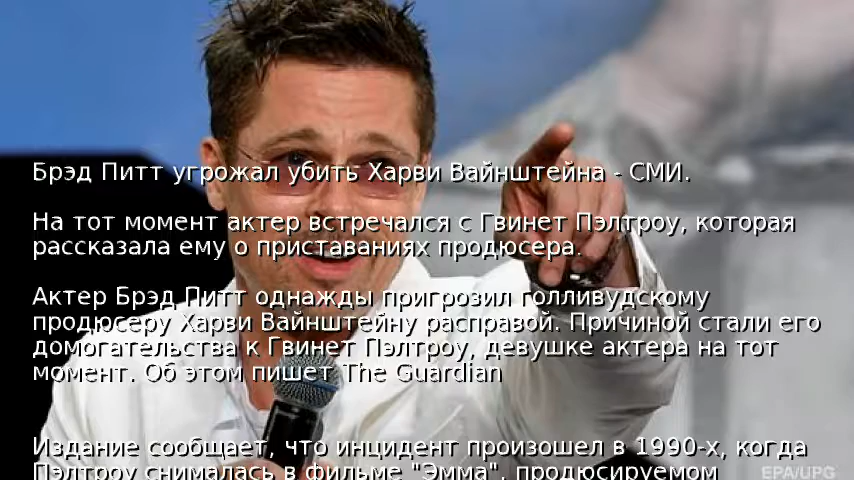 Брэд Питт угрожал убить Харви Вайнштейна - СМИ.
На тот момент актер встречался с Гвинет Пэлтроу, которая
рассказала ему о приставаниях продюсера.
Актер Брэд Питт однажды пригрозил голливудскому
продюсеру Харви Вайнштейну расправой. Причиной стали его
домогательства к Гвинет Пэлтроу, девушке актера на тот
момент. Об этом пишет The Guardian
Издание сообщает, что инцидент произошел в 1990-х, когда
Пэлтроу снималась в фильме "Эмма", продюсируемом
EPA/UPG